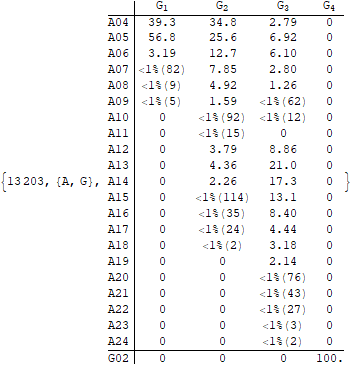 G1 G2 G3 G4
A04 39.3 34.8 2.79 0
A05 56.8 25.6 6.92 0
A06 3.19 12.7 6.10 0
A07 <1%(82) 7.85 2.80 0
A08 <1%(9) 4.92 1.26 0
A09 <1%(5) 1.59 <1%(62) 0
A10 0 <1%(92) <1%(12) 0
A11 0 <1%(15) 0 0
A12 0 3.79 8.86 0
A13 0 4.36 21.0 0
{13203, {A, G}, A14 0 2.26 17.3 0 }
A15 0 <1%(114) 13.1 0
A16 0 <1%(35) 8.40 0
A17 0 <1%(24) 4.44 0
A18 0 <1%(2) 3.18 0
A19 0 0 2.14 0
A20 0 0 <1%(76) 0
A21 0 0 <1%(43) 0
A22 0 0 <1%(27) 0
A23 0 0 <1%(3) 0
A24 0 0 <1%(2) 0
G02 0 0 0 100.